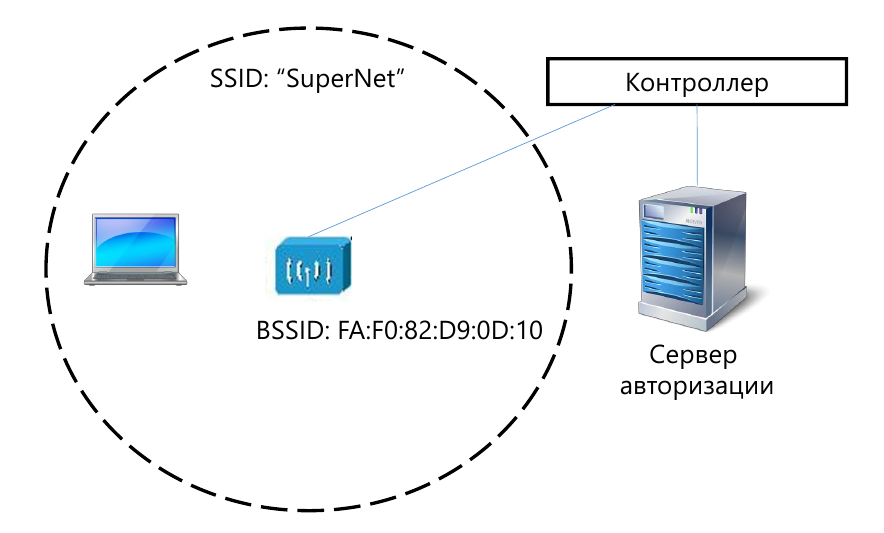 SSID: “SuperNet”
Контроллер
BSSID: FA:F0:82:D9:0D:10
Сервер
авторизации